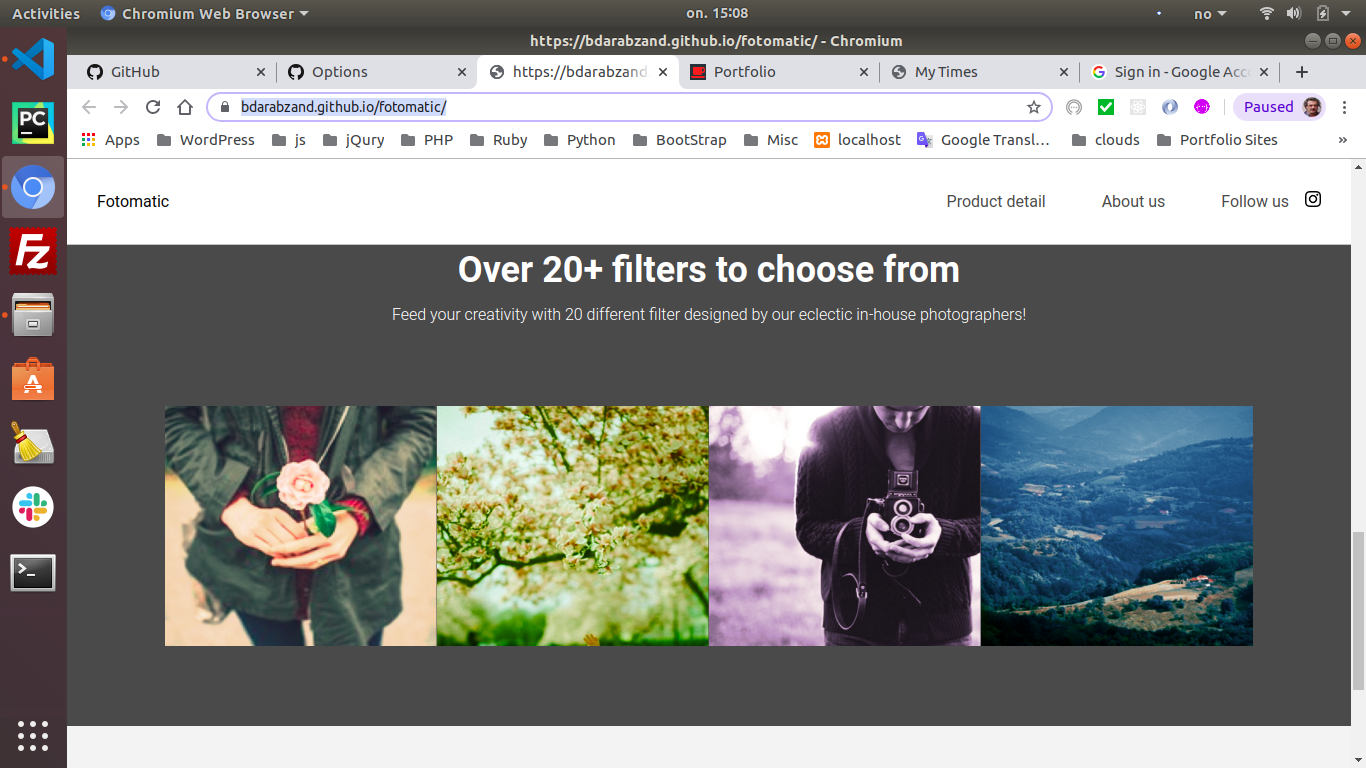 Activities Chromium Web Browser on. 15:08 no
https://bdarabzand.github.io/fotomatic/ - Chromium
GitHub Options https://bdarabzand Portfolio My Times Sign in - Google Acc
bdarabzand.github.io/fotomatic/ Paused
Apps WordPress js jQury PHP Ruby Python BootStrap Misc localhost Google Transl… clouds Portfolio Sites »
Fotomatic Product detail About us Follow us
Over 20+ filters to choose from
Feed your creativity with 20 different filter designed by our eclectic in-house photographers!
PC
FZ